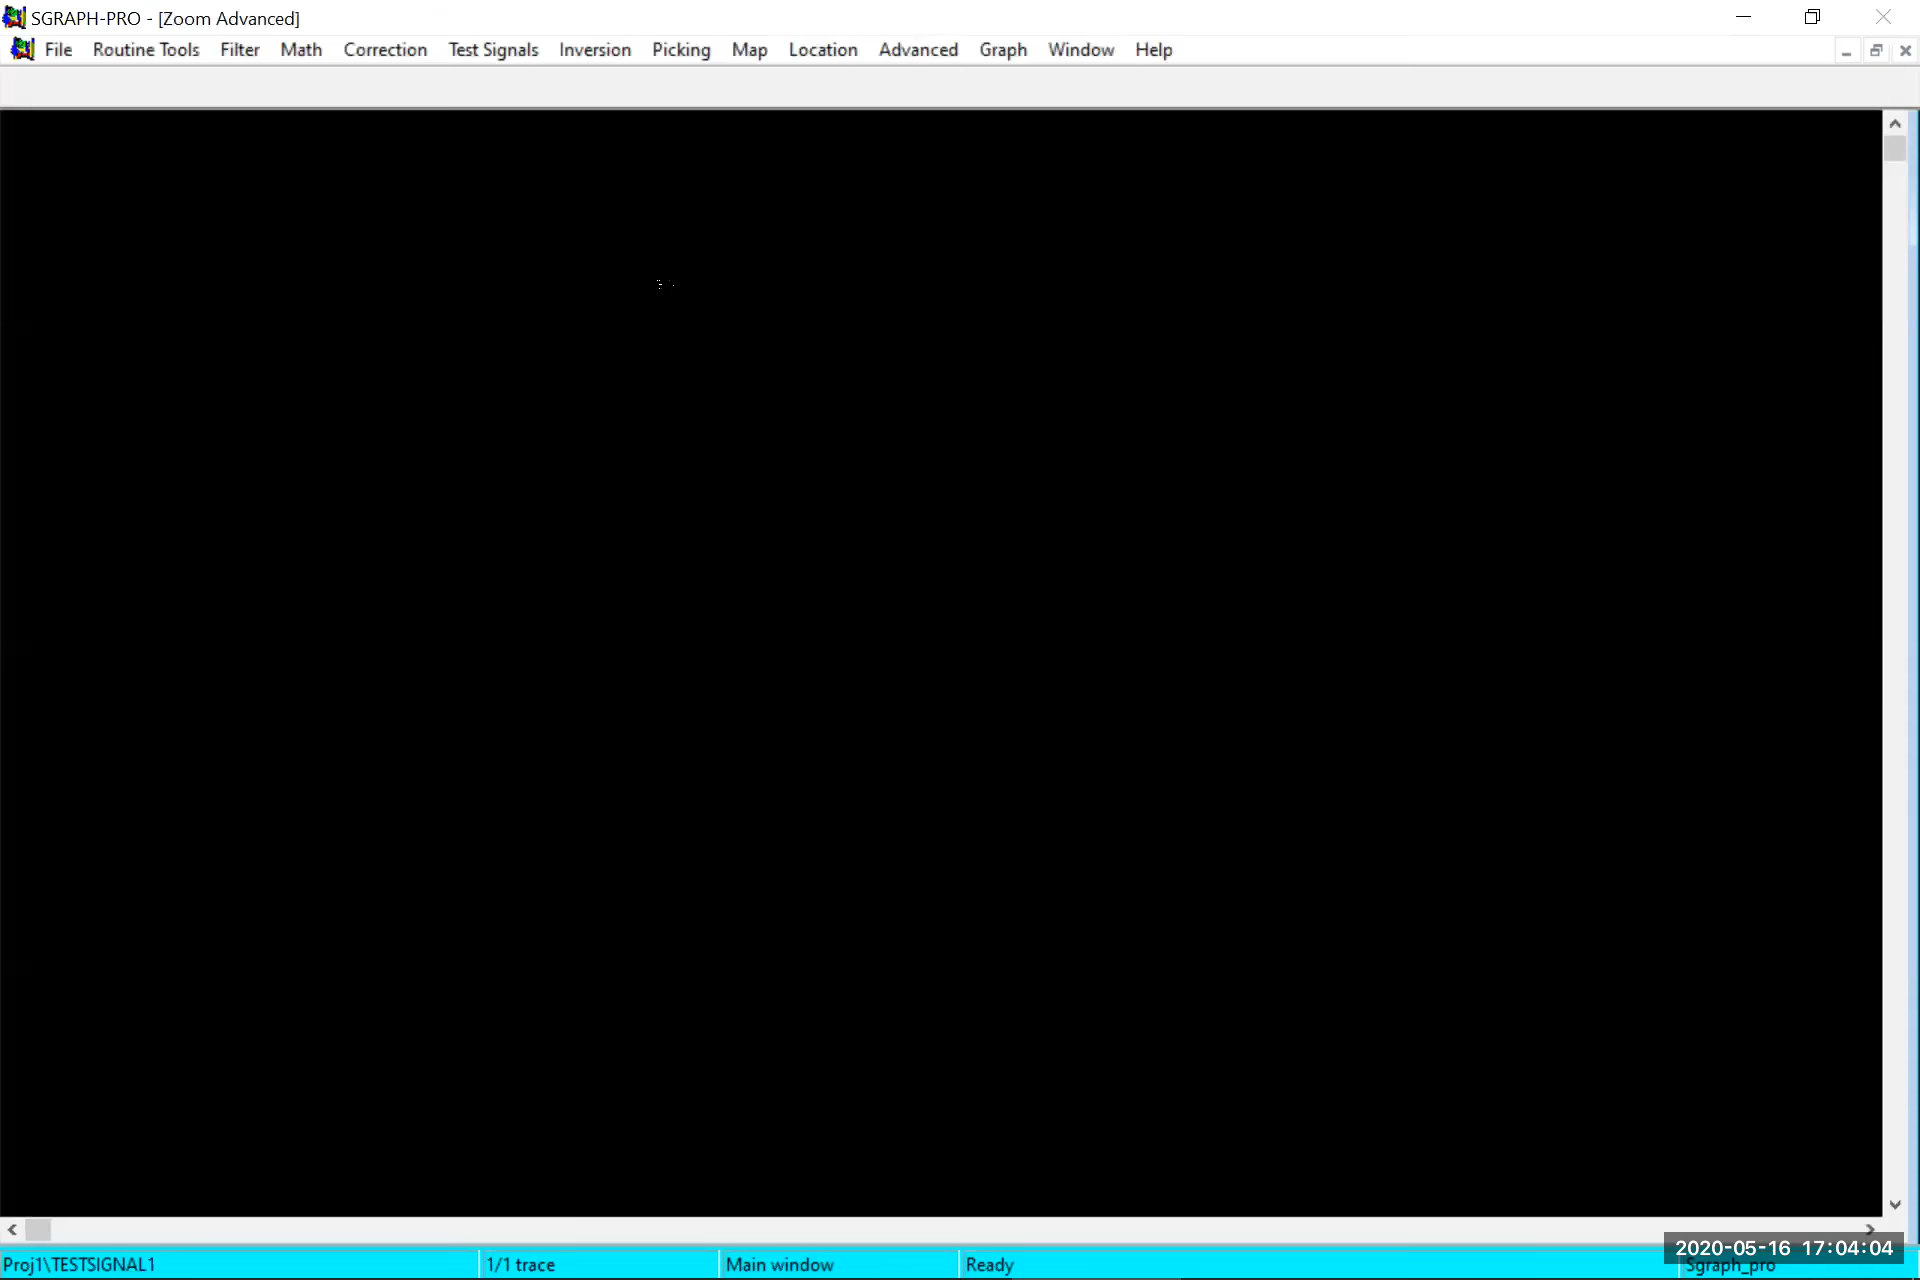 SGRAPH-PRO - [Zoom Advanced]
File Routine Tools Filter Math Correction Test Signals Inversion Picking Map Location Advanced Graph Window Help
2020-05-16 17:04:04
Proj1\TESTSIGNAL1 1/1 trace Main window Ready Sgraph_pro